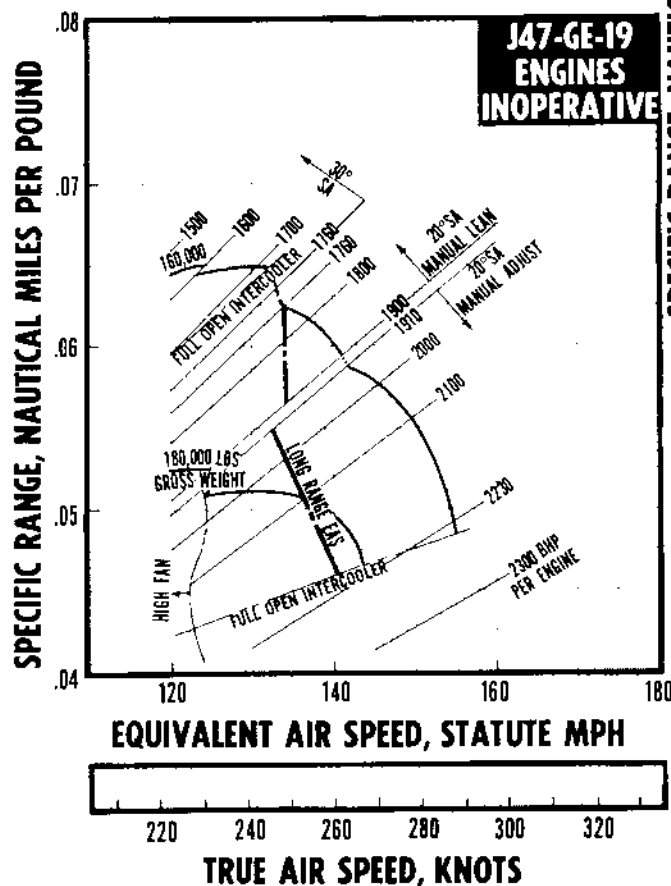 J47-GE-19
ENGINES
INOPERATIVE
SPECIFIC RANGE, NAUTICAL MILES PER POUND
.08
.07
.06
.05
.04
30°
SA
1500
1600
1700
1760
1760
1800
160,000
FULL OPEN INTERCOOLER
20°SA
MANUAL LEAN
20°SA
MANUAL ADJUST
1900
1910
2000
2100
2230
180,000 LBS
GROSS WEIGHT
LONG RANGE EAS
HIGH FAN
FULL OPEN INTERCOOLER
2300 BHP
PER ENGINE
120 140 160 180
EQUIVALENT AIR SPEED, STATUTE MPH
220 240 260 280 300 320
TRUE AIR SPEED, KNOTS